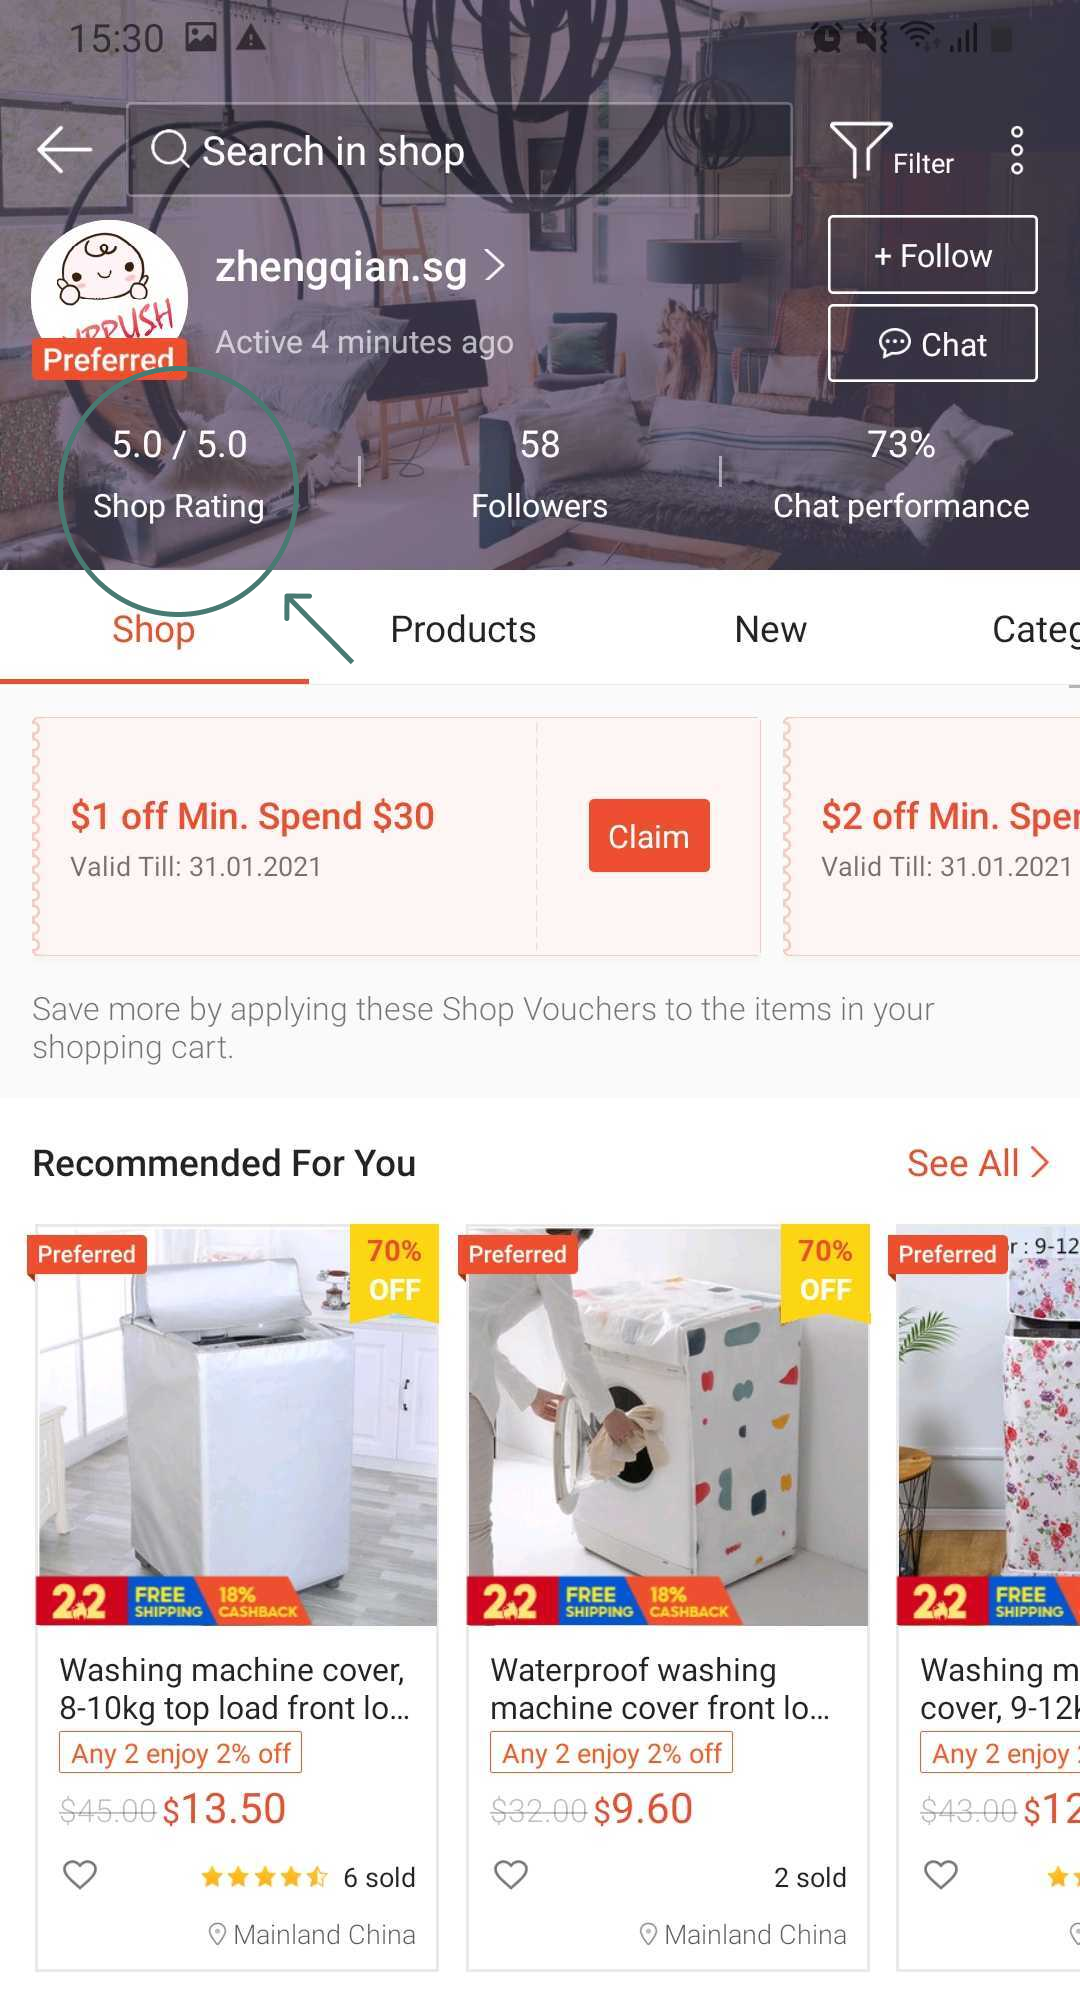 15:30
Search in shop
Filter
zhengqian.sg
+ Follow
Active 4 minutes ago
Chat
Preferred
5.0 / 5.0
58
73%
Shop Rating
Followers
Chat performance
Shop
Products
New
Categ
$1 off Min. Spend $30
Valid Till: 31.01.2021
Claim
$2 off Min. Sper
Valid Till: 31.01.2021
Save more by applying these Shop Vouchers to the items in your
shopping cart.
Recommended For You
See All
Preferred
70%
OFF
2.2
FREE
SHIPPING
18%
CASHBACK
Washing machine cover,
8-10kg top load front lo...
Any 2 enjoy 2% off
$45.00 $13.50
6 sold
Mainland China
Preferred
70%
OFF
2.2
FREE
SHIPPING
18%
CASHBACK
Waterproof washing
machine cover front lo...
Any 2 enjoy 2% off
$32.00 $9.60
2 sold
Mainland China
Preferred
r : 9-12
2.2
FREE
SHIPPING
Washing m
cover, 9-12k
Any 2 enjoy
$43.00 $12